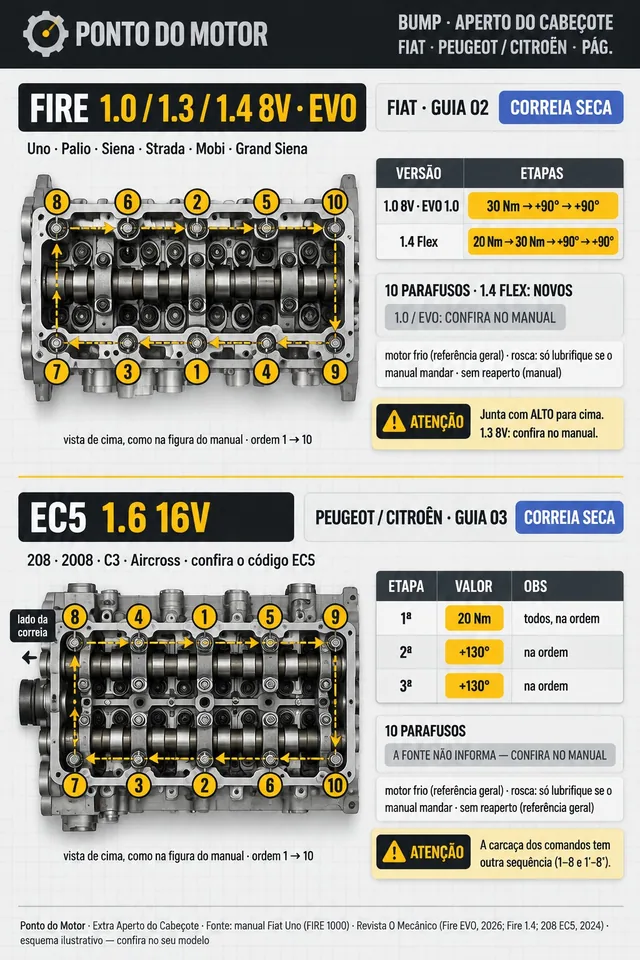 PONTO DO MOTOR
BUMP · APERTO DO CABEÇOTE
FIAT · PEUGEOT / CITROËN · PÁG.
FIRE 1.0 / 1.3 / 1.4 8V · EVO
FIAT · GUIA 02
CORREIA SECA
Uno · Palio · Siena · Strada · Mobi · Grand Siena
8 6 2 5 10
7 3 1 4 9
vista de cima, como na figura do manual · ordem 1 → 10
VERSÃO ETAPAS
1.0 8V · EVO 1.0 30 Nm → +90° → +90°
1.4 Flex 20 Nm → 30 Nm → +90° → +90°
10 PARAFUSOS · 1.4 FLEX: NOVOS
1.0 / EVO: CONFIRA NO MANUAL
motor frio (referência geral) · rosca: só lubrifique se o
manual mandar · sem reaperto (manual)
ATENÇÃO
Junta com ALTO para cima.
1.3 8V: confira no manual.
EC5 1.6 16V
PEUGEOT / CITROËN · GUIA 03
CORREIA SECA
208 · 2008 · C3 · Aircross · confira o código EC5
lado da
correia
←
8 4 1 5 9
7 3 2 6 10
vista de cima, como na figura do manual · ordem 1 → 10
ETAPA VALOR OBS
1ª 20 Nm todos, na ordem
2ª +130° na ordem
3ª +130° na ordem
10 PARAFUSOS
A FONTE NÃO INFORMA — CONFIRA NO MANUAL
motor frio (referência geral) · rosca: só lubrifique se o
manual mandar · sem reaperto (referência geral)
ATENÇÃO
A carcaça dos comandos tem
outra sequência (1–8 e 1'–8').
Ponto do Motor · Extra Aperto do Cabeçote · Fonte: manual Fiat Uno (FIRE 1000) · Revista O Mecânico (Fire EVO, 2026; Fire 1.4; 208 EC5, 2024) ·
esquema ilustrativo — confira no seu modelo